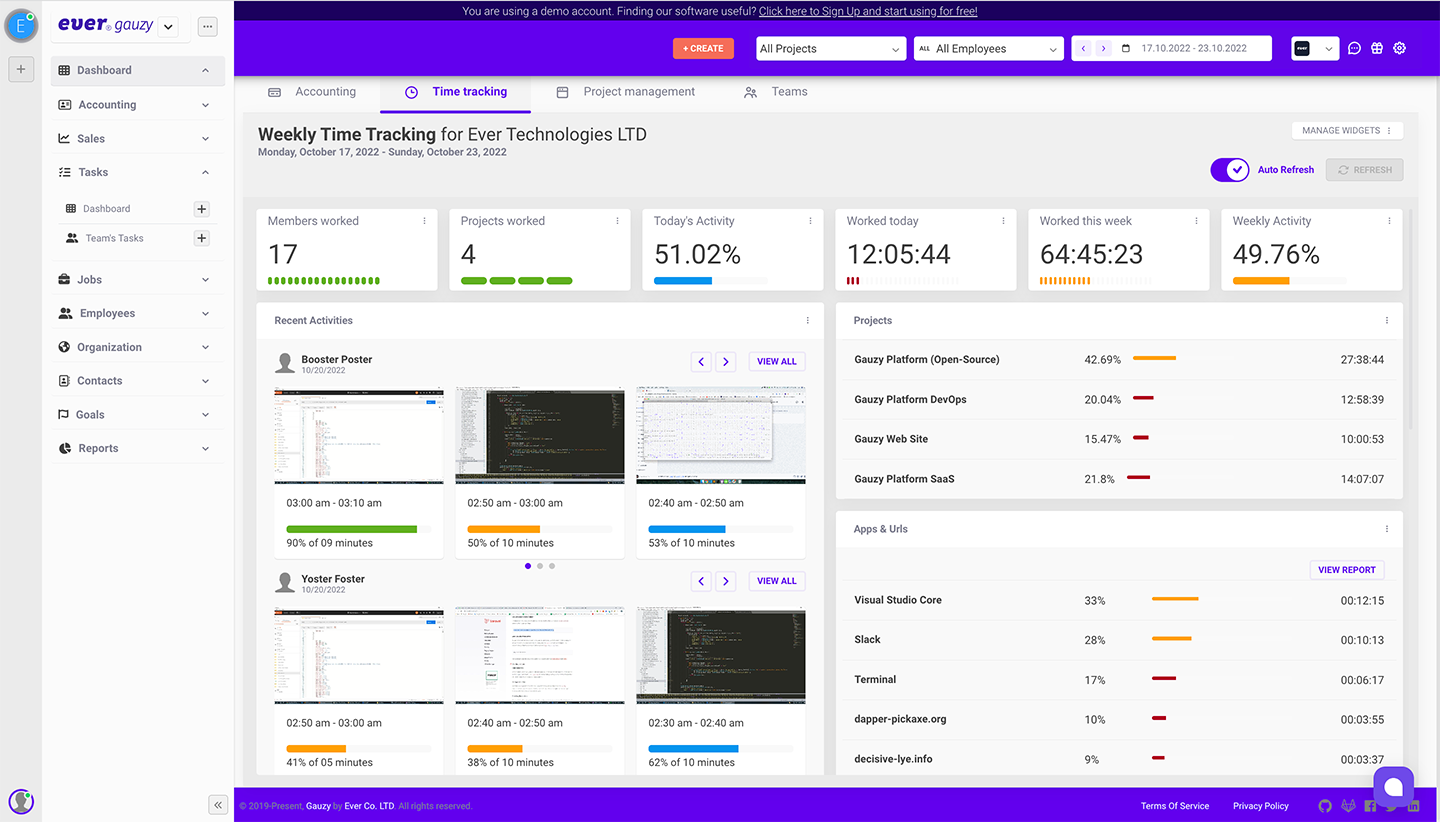 You are using a demo account. Finding our software useful? Click here to Sign Up and start using for free!
E
ever® gauzy
+ CREATE
All Projects
ALL All Employees
17.10.2022 - 23.10.2022
ever
Dashboard
Accounting
Sales
Tasks
Dashboard
Team's Tasks
Jobs
Employees
Organization
Contacts
Goals
Reports
Accounting
Time tracking
Project management
Teams
Weekly Time Tracking for Ever Technologies LTD
Monday, October 17, 2022 - Sunday, October 23, 2022
MANAGE WIDGETS
Auto Refresh
REFRESH
Members worked
17
Projects worked
4
Today's Activity
51.02%
Worked today
12:05:44
Worked this week
64:45:23
Weekly Activity
49.76%
Recent Activities
Booster Poster
10/20/2022
VIEW ALL
03:00 am - 03:10 am
90% of 09 minutes
02:50 am - 03:00 am
50% of 10 minutes
02:40 am - 02:50 am
53% of 10 minutes
Yoster Foster
10/20/2022
VIEW ALL
02:50 am - 03:00 am
41% of 05 minutes
02:40 am - 02:50 am
38% of 10 minutes
02:30 am - 02:40 am
62% of 10 minutes
Projects
Gauzy Platform (Open-Source) 42.69% 27:38:44
Gauzy Platform DevOps 20.04% 12:58:39
Gauzy Web Site 15.47% 10:00:53
Gauzy Platform SaaS 21.8% 14:07:07
Apps & Urls
VIEW REPORT
Visual Studio Core 33% 00:12:15
Slack 28% 00:10:13
Terminal 17% 00:06:17
dapper-pickaxe.org 10% 00:03:55
decisive-lye.info 9% 00:03:37
© 2019-Present, Gauzy by Ever Co. LTD. All rights reserved.
Terms Of Service
Privacy Policy